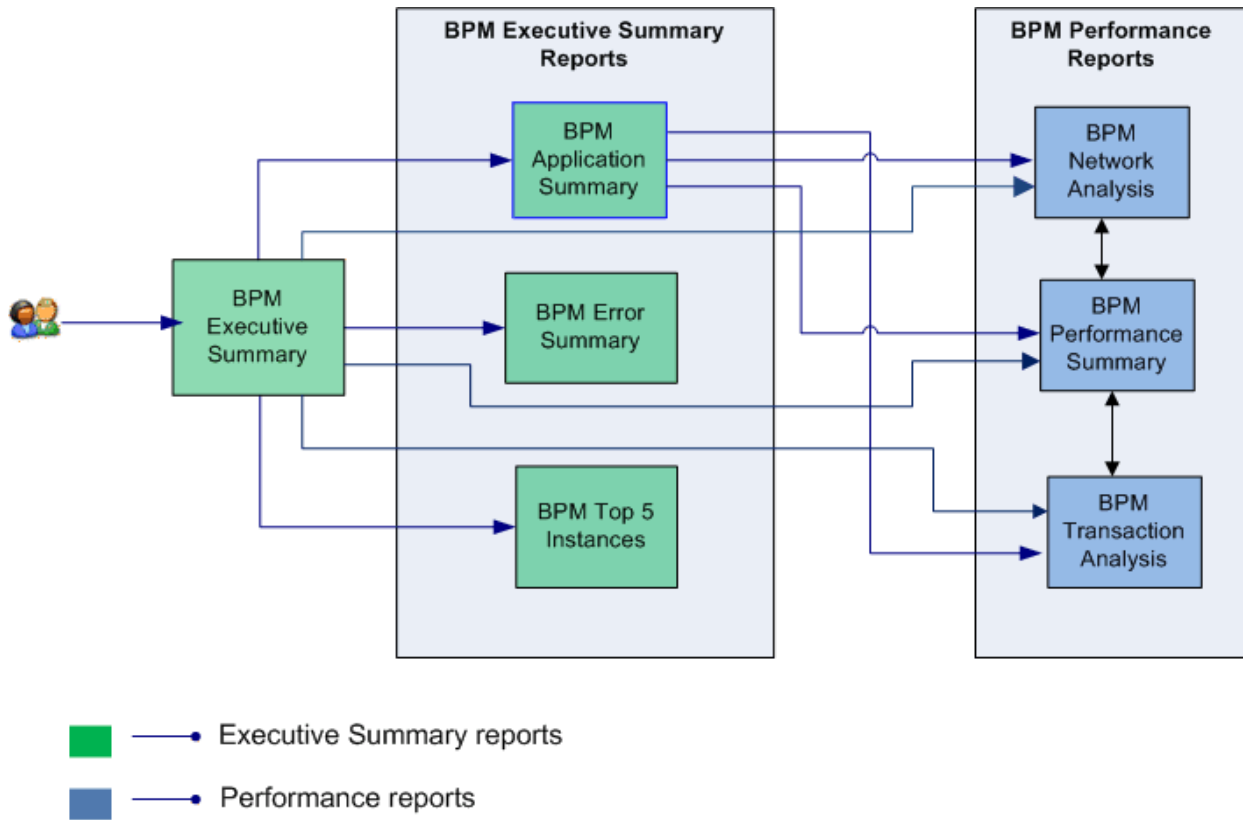 BPM Executive Summary
Reports
BPM Performance
Reports
BPM
Application
Summary
BPM
Network
Analysis
BPM
Executive
Summary
BPM Error
Summary
BPM
Performance
Summary
BPM Top 5
Instances
BPM
Transaction
Analysis
Executive Summary reports
Performance reports